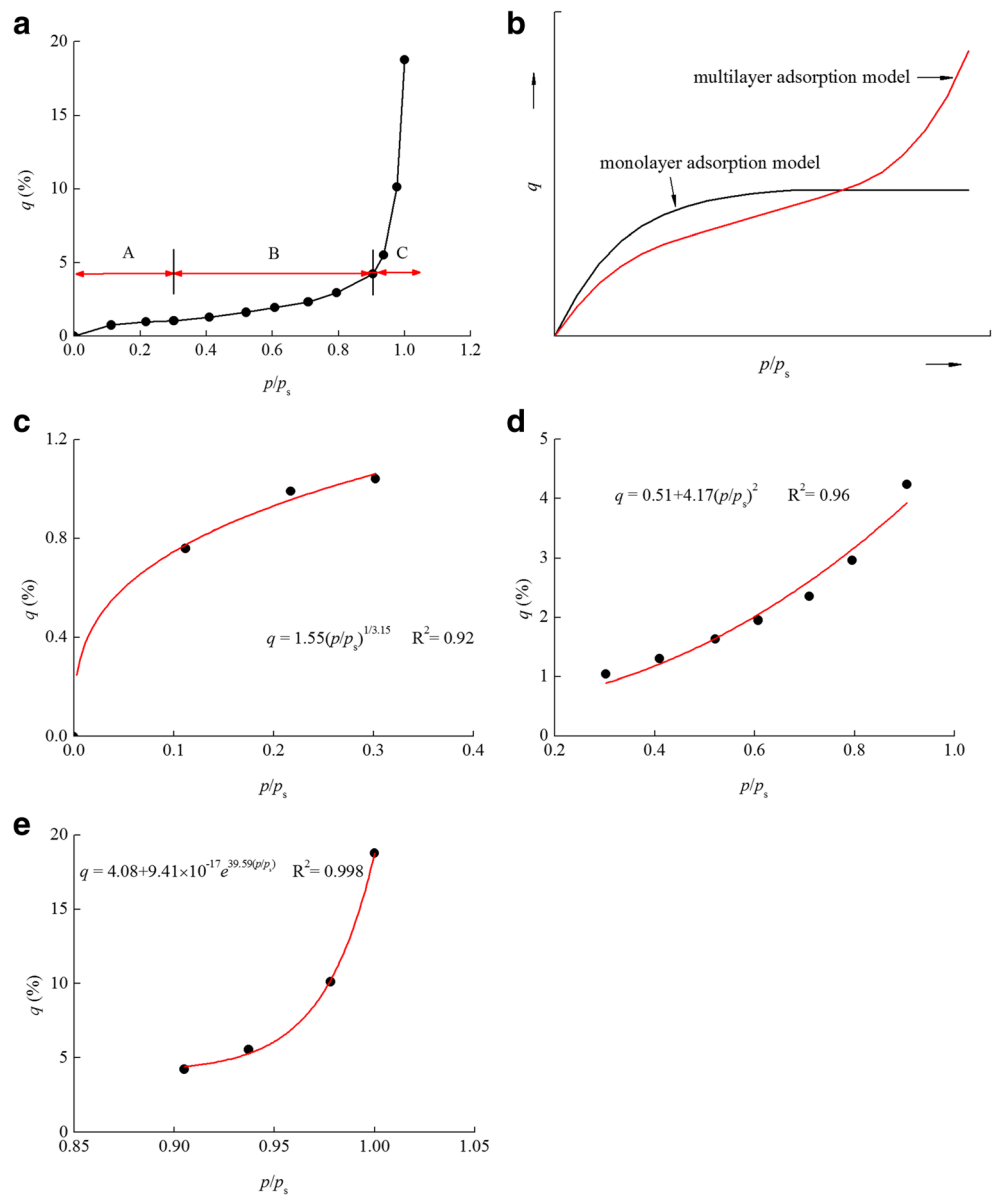 a
20
15
10
5
0
q (%)
A
B
C
0.0 0.2 0.4 0.6 0.8 1.0 1.2
p/pₛ
b
multilayer adsorption model
monolayer adsorption model
q
p/pₛ
c
1.2
0.8
0.4
0.0
q (%)
q = 1.55(p/pₛ)^1/3.15 R²= 0.92
0.0 0.1 0.2 0.3 0.4
p/pₛ
d
5
4
3
2
1
0
q (%)
q = 0.51+4.17(p/pₛ)² R²= 0.96
0.2 0.4 0.6 0.8 1.0
p/pₛ
e
20
15
10
5
0
q (%)
q = 4.08+9.41×10^-17 e^39.59(p/pₛ) R²= 0.998
0.85 0.90 0.95 1.00 1.05
p/pₛ